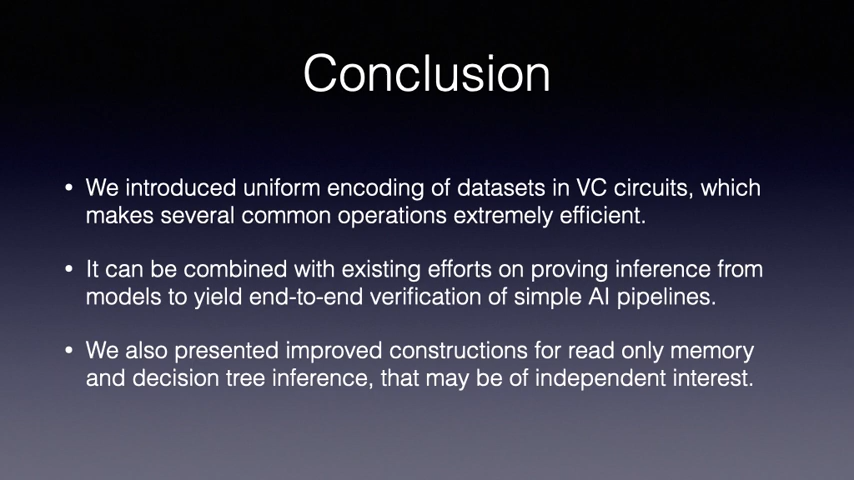 Conclusion
• We introduced uniform encoding of datasets in VC circuits, which
makes several common operations extremely efficient.
• It can be combined with existing efforts on proving inference from
models to yield end-to-end verification of simple AI pipelines.
• We also presented improved constructions for read only memory
and decision tree inference, that may be of independent interest.